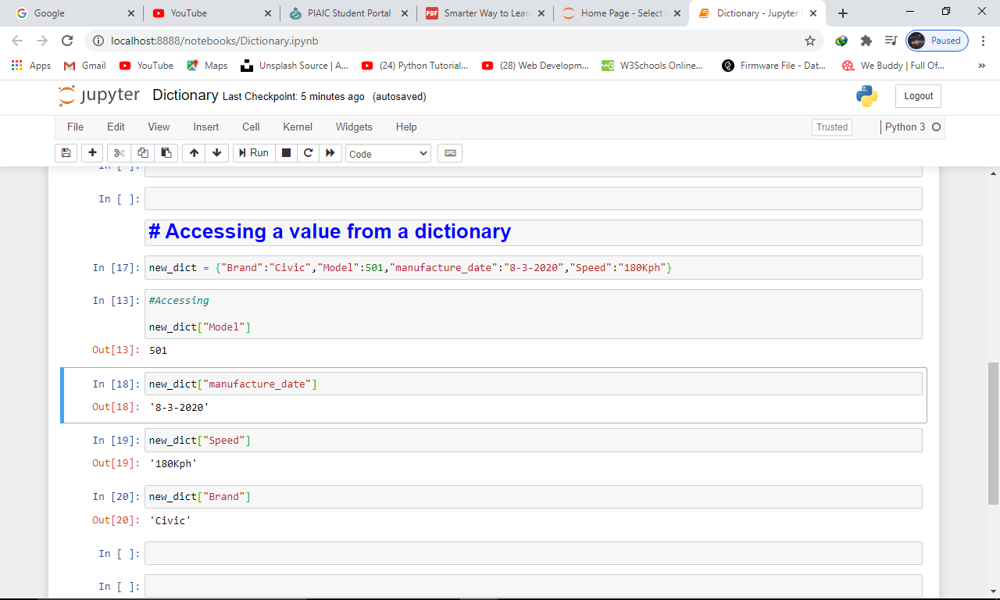 Google
YouTube
PIAIC Student Portal
Smarter Way to Lear
Home Page - Select
Dictionary - Jupyter
localhost:8888/notebooks/Dictionary.ipynb
Paused
Apps
Gmail
YouTube
Maps
Unsplash Source | A...
(24) Python Tutorial...
(28) Web Developm...
W3Schools Online...
Firmware File - Dat...
We Buddy | Full Of...
»
jupyter
Dictionary Last Checkpoint: 5 minutes ago (autosaved)
Logout
File Edit View Insert Cell Kernel Widgets Help
Trusted
Python 3
Run
Code
In [ ]:
In [ ]:
# Accessing a value from a dictionary
In [17]: new_dict = {"Brand":"Civic","Model":501,"manufacture_date":"8-3-2020","Speed":"180Kph"}
In [13]: #Accessing
new_dict["Model"]
Out[13]: 501
In [18]: new_dict["manufacture_date"]
Out[18]: '8-3-2020'
In [19]: new_dict["Speed"]
Out[19]: '180Kph'
In [20]: new_dict["Brand"]
Out[20]: 'Civic'
In [ ]:
In [ ]: